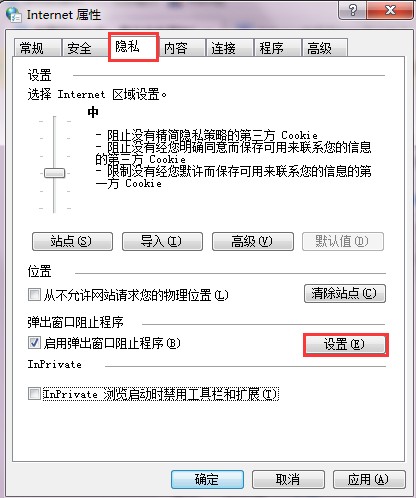 Internet 属性
常规 安全 隐私 内容 连接 程序 高级
设置
选择 Internet 区域设置。
中
- 阻止没有精简隐私策略的第三方 Cookie
- 阻止没有经您明确同意而保存可用来联系您的信息
的第三方 Cookie
- 限制没有经您默许而保存可用来联系您的信息的第
一方 Cookie
站点(S) 导入(I) 高级(V) 默认值(D)
位置
从不允许网站请求您的物理位置(L) 清除站点(C)
弹出窗口阻止程序
启用弹出窗口阻止程序(B) 设置(E)
InPrivate
InPrivate 浏览启动时禁用工具栏和扩展(T)
确定 取消 应用(A)